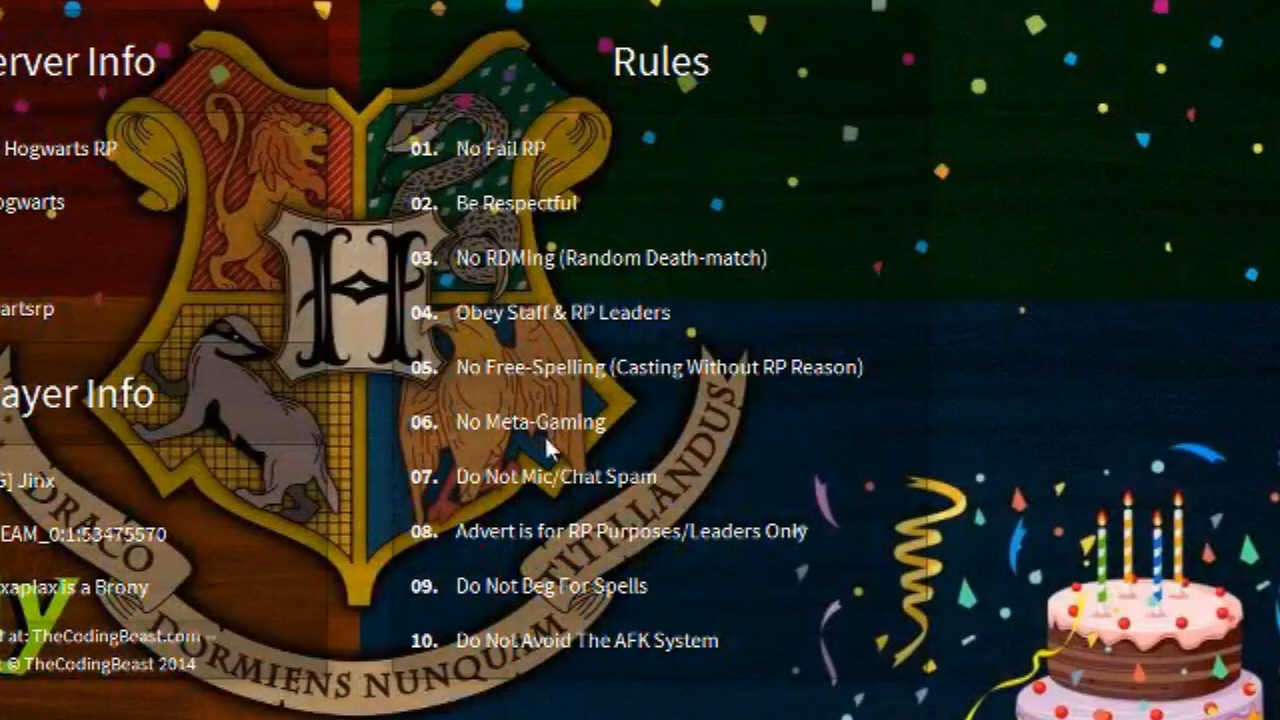 erver Info
Hogwarts RP
ogwarts
artsrp
ayer Info
G] Jinx
EAM_0:1:53475570
xaplax is a Brony
at: TheCodingBeast.com --
© TheCodingBeast 2014
y
Rules
01. No Fail RP
02. Be Respectful
03. No RDMing (Random Death-match)
04. Obey Staff & RP Leaders
05. No Free-Spelling (Casting Without RP Reason)
06. No Meta-Gaming
07. Do Not Mic/Chat Spam
08. Advert is for RP Purposes/Leaders Only
09. Do Not Beg For Spells
10. Do Not Avoid The AFK System
H
DRACO DORMIENS NUNQUAM TITILLANDUS